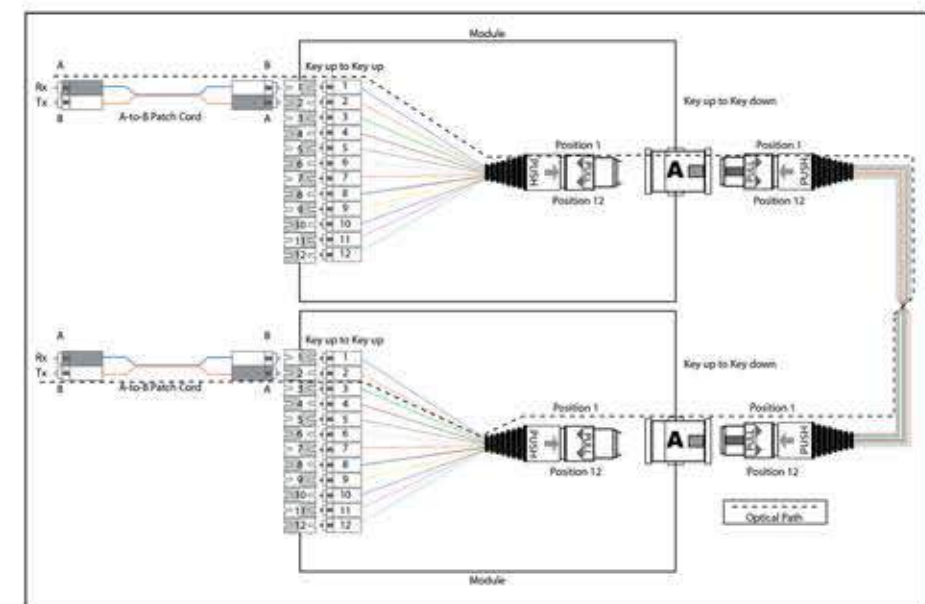 Module
A
B
Key up to Key up
Rx
Tx
B
A-to-B Patch Cord
A
1 1
2 2
3 3
4 4
5 5
6 6
7 7
8 8
9 9
10 10
11 11
12 12
Key up to Key down
Position 1
Position 1
PUSH
PULL
A
PULL
PUSH
Position 12
Position 12
A
B
Key up to Key up
Rx
Tx
B
A-to-B Patch Cord
A
1 1
2 2
3 3
4 4
5 5
6 6
7 7
8 8
9 9
10 10
11 11
12 12
Key up to Key down
Position 1
Position 1
PUSH
PULL
A
PULL
PUSH
Position 12
Position 12
Optical Path
Module